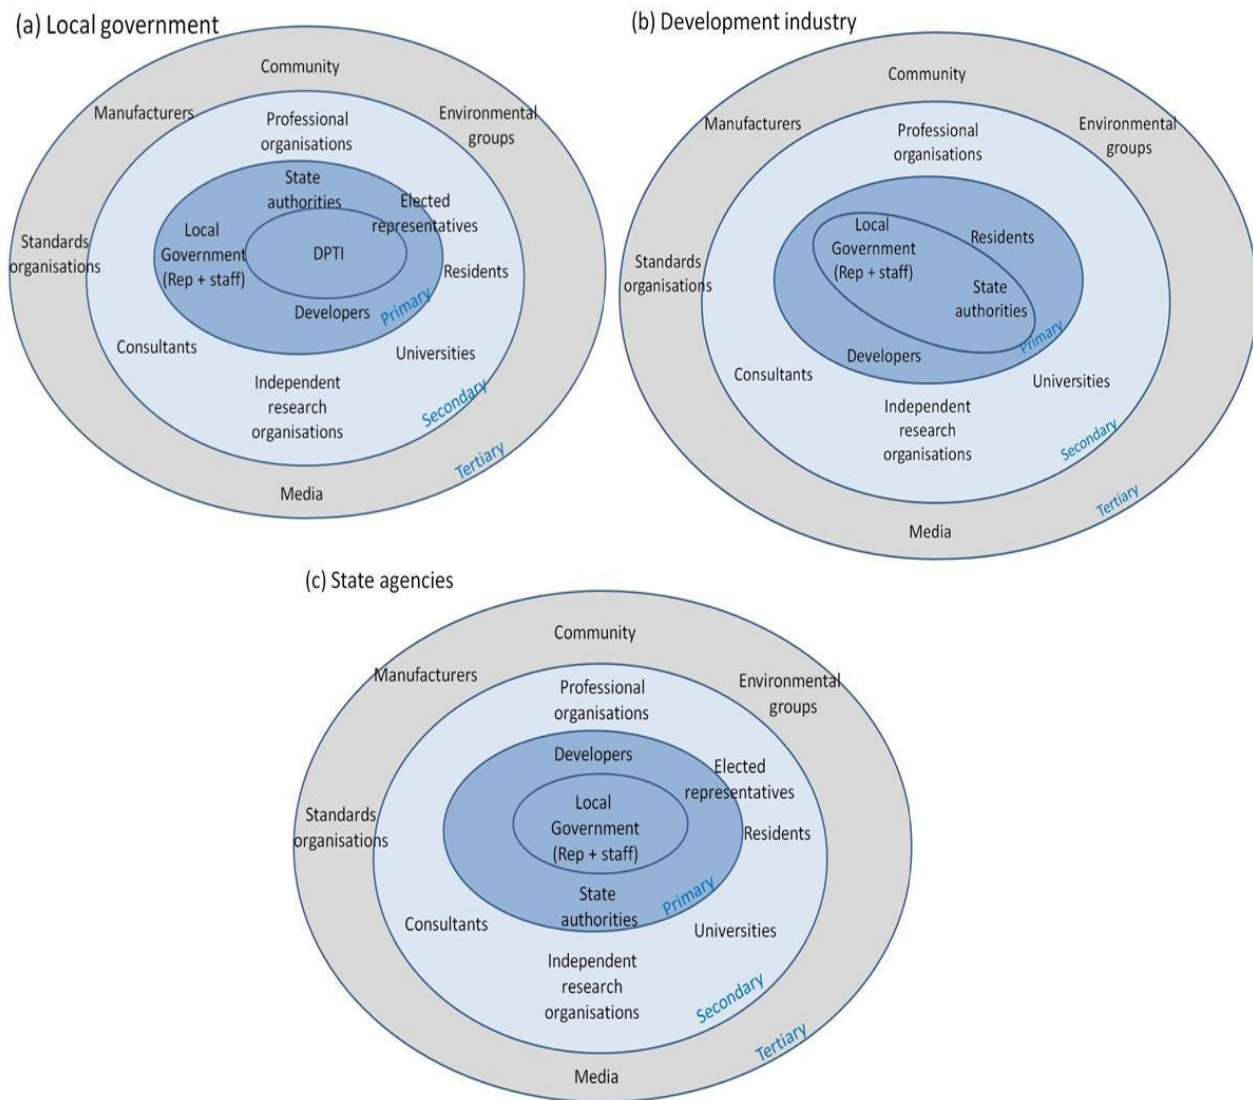 (a) Local government
Community
Manufacturers
Environmental
groups
Professional
organisations
State
authorities
Elected
representatives
Local
Government
(Rep + staff)
DPTI
Standards
organisations
Residents
Developers
Primary
Consultants
Universities
Independent
research
organisations
Secondary
Tertiary
Media
(b) Development industry
Community
Manufacturers
Environmental
groups
Professional
organisations
Local
Government
(Rep + staff)
Residents
Standards
organisations
State
authorities
Developers
Primary
Consultants
Universities
Independent
research
organisations
Secondary
Tertiary
Media
(c) State agencies
Community
Manufacturers
Environmental
groups
Professional
organisations
Developers
Elected
representatives
Local
Government
(Rep + staff)
Standards
organisations
Residents
State
authorities
Primary
Consultants
Universities
Independent
research
organisations
Secondary
Tertiary
Media